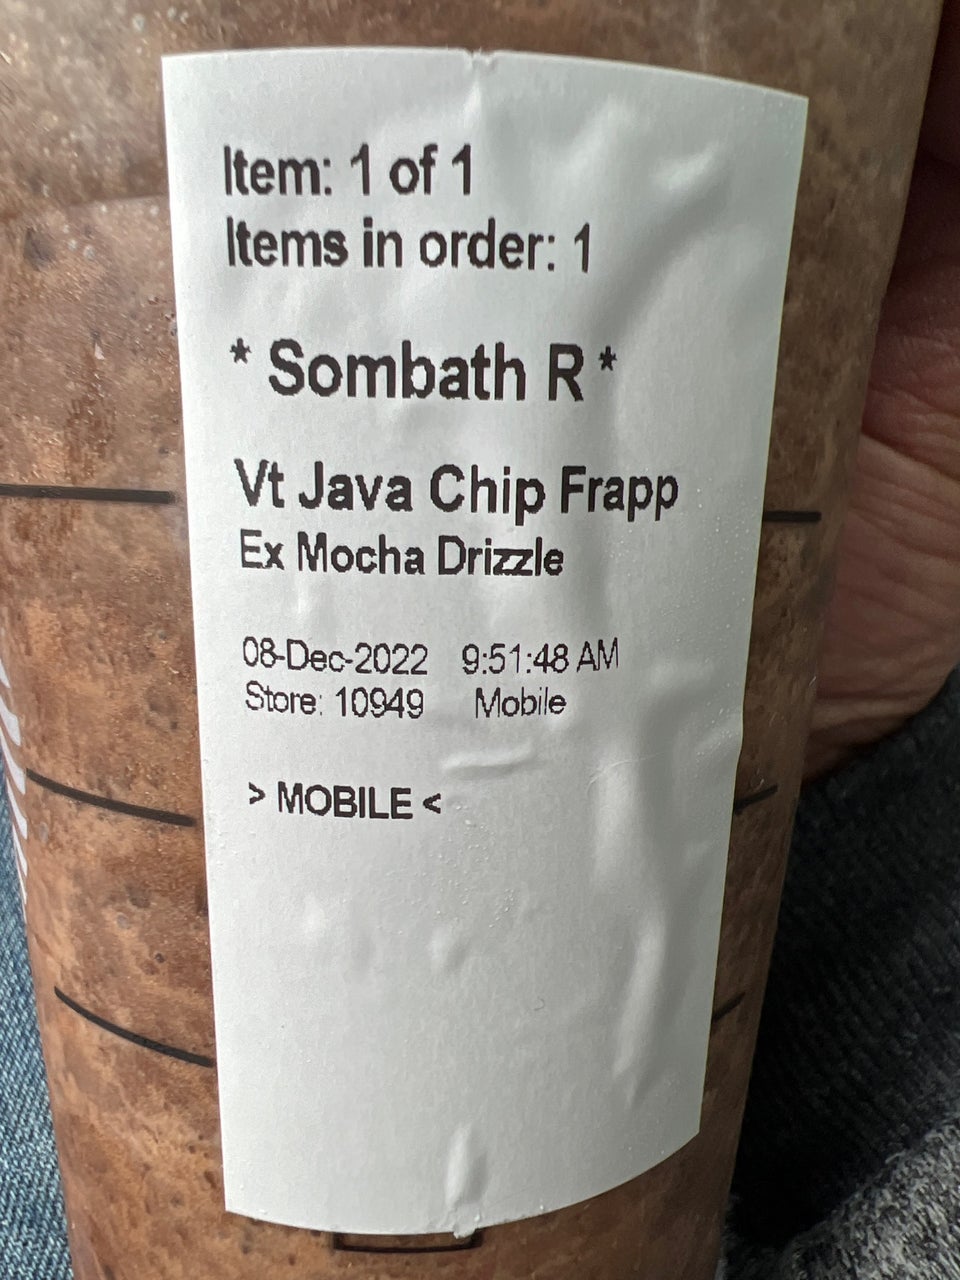 Item: 1 of 1
Items in order: 1
* Sombath R *
Vt Java Chip Frapp
Ex Mocha Drizzle
08-Dec-2022 9:51:48 AM
Store: 10949 Mobile
> MOBILE <